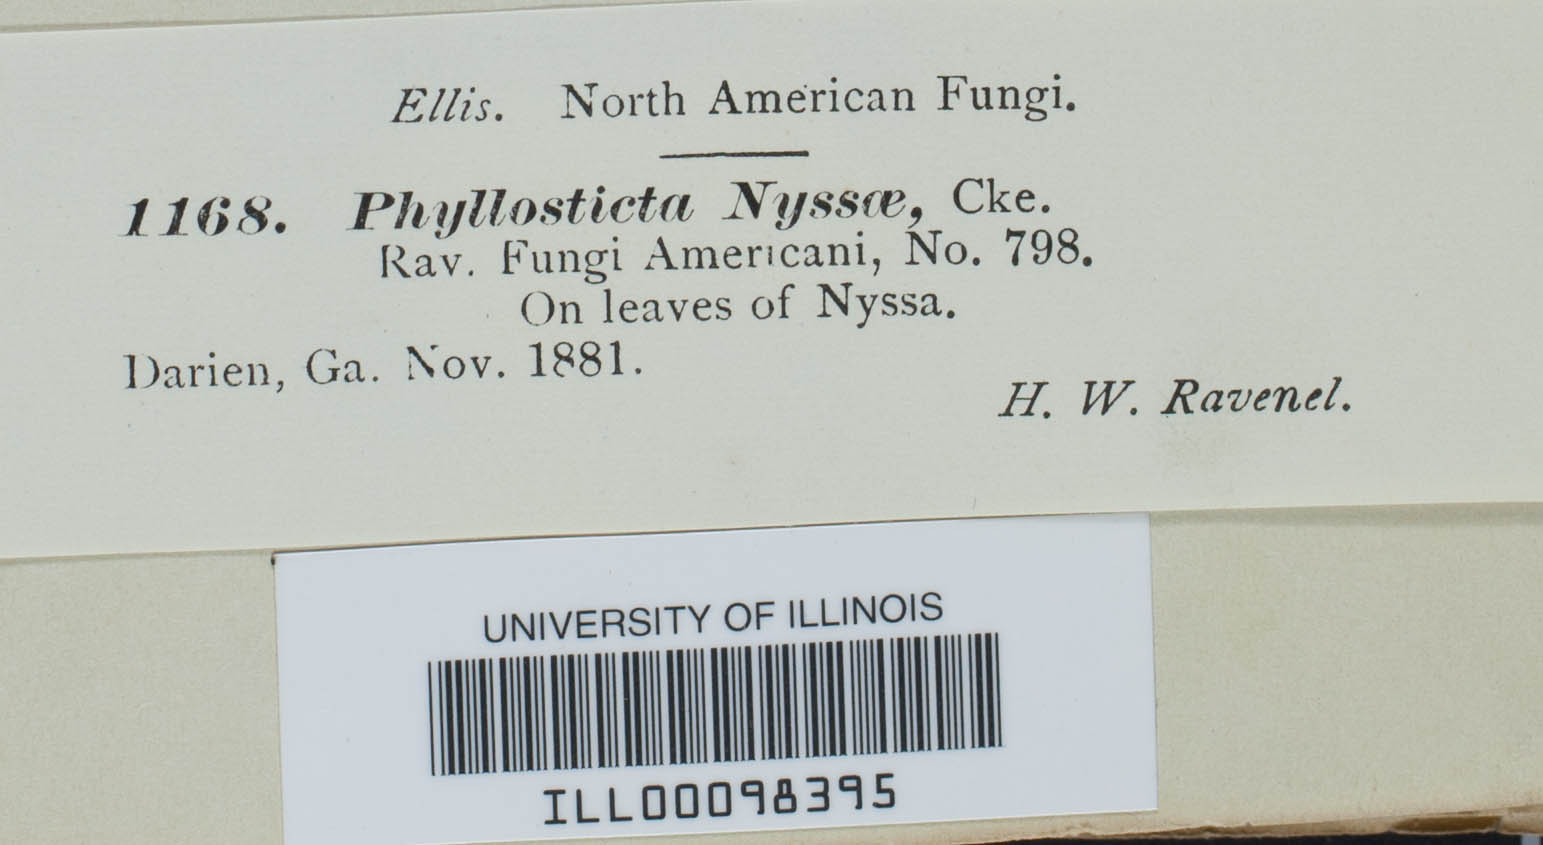 Ellis. North American Fungi.
1168. Phyllosticta Nyssæ, Cke.
Rav. Fungi Americani, No. 798.
On leaves of Nyssa.
Darien, Ga. Nov. 1881.
H. W. Ravenel.
UNIVERSITY OF ILLINOIS
ILL00098395